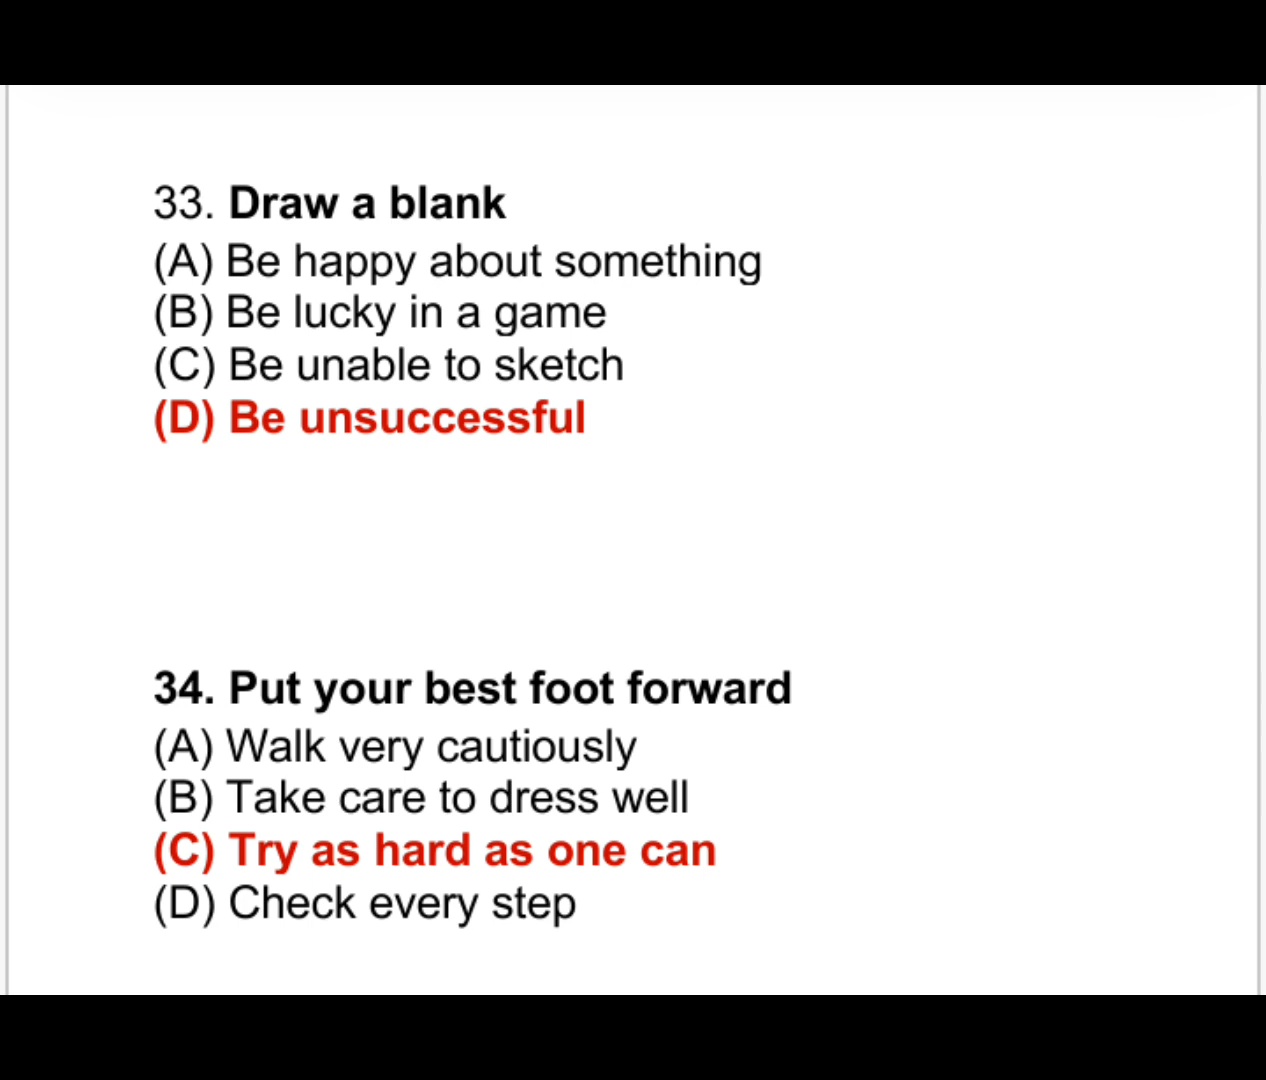 33. Draw a blank
(A) Be happy about something
(B) Be lucky in a game
(C) Be unable to sketch
(D) Be unsuccessful
34. Put your best foot forward
(A) Walk very cautiously
(B) Take care to dress well
(C) Try as hard as one can
(D) Check every step